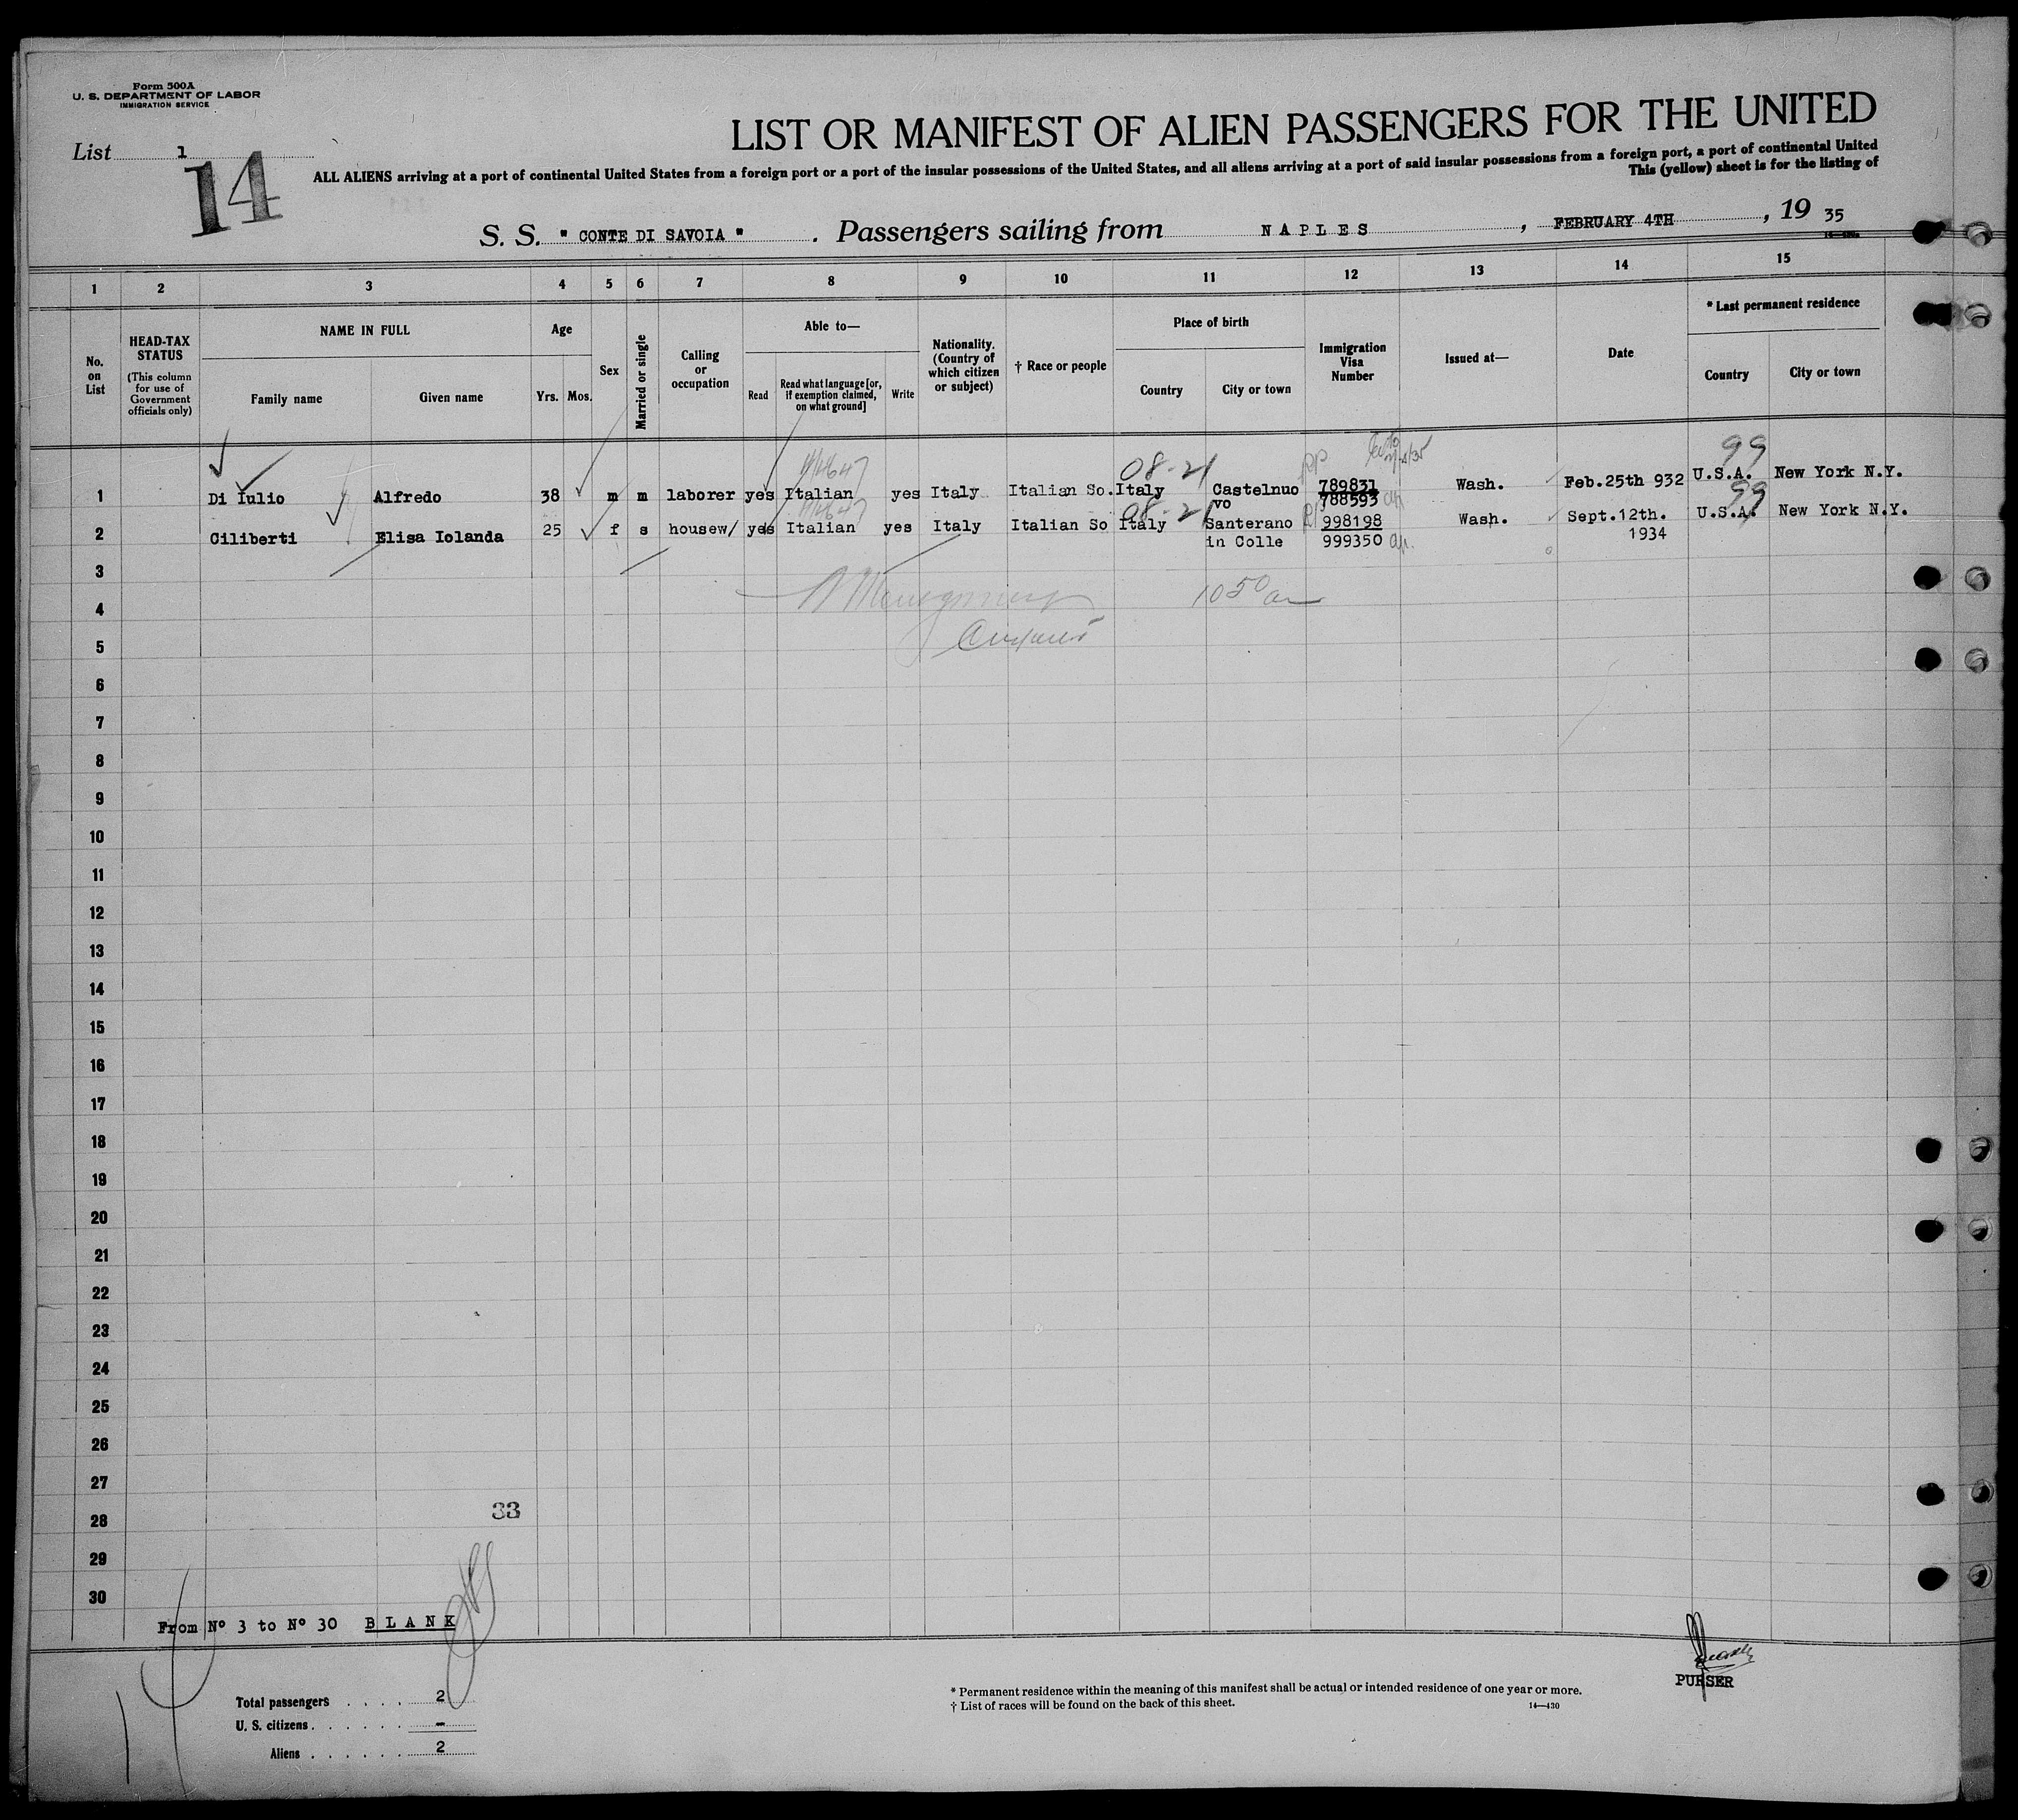 Form 500A
U. S. DEPARTMENT OF LABOR
IMMIGRATION SERVICE
List 1
14
LIST OR MANIFEST OF ALIEN PASSENGERS FOR THE UNITED
ALL ALIENS arriving at a port of continental United States from a foreign port or a port of the insular possessions of the United States, and all aliens arriving at a port of said insular possessions from a foreign port, a port of continental United
This (yellow) sheet is for the listing of
S. S. " CONTE DI SAVOIA " . Passengers sailing from N A P L E S , FEBRUARY 4TH , 19 35
1 2 3 4 5 6 7 8 9 10 11 12 13 14 15
No. on List
HEAD-TAX STATUS
(This column for use of Government officials only)
NAME IN FULL
Family name Given name
Age
Yrs. Mos.
Sex
Married or single
Calling or occupation
Able to—
Read
Read what language [or, if exemption claimed, on what ground]
Write
Nationality. (Country of which citizen or subject)
† Race or people
Place of birth
Country City or town
Immigration Visa Number
Issued at—
Date
* Last permanent residence
Country City or town
08-21 PP 99
1 Di Iulio Alfredo 38 m m laborer yes Italian yes Italy Italian So. Italy Castelnuo 789831 Wash. Feb.25th 932 U.S.A. New York N.Y.
vo 788593
08-21 99
2 Ciliberti Elisa Iolanda 25 f s housew/ yes Italian yes Italy Italian So Italy Santerano 998198 Wash. Sept.12th. U.S.A. New York N.Y.
in Colle 999350 1934
3
4 10 50 am
5
6
7
8
9
10
11
12
13
14
15
16
17
18
19
20
21
22
23
24
25
26
27
33
28
29
30
From Nº 3 to Nº 30 B L A N K
PURSER
Total passengers . . . . 2
U. S. citizens . . . . . . -
Aliens . . . . . . 2
* Permanent residence within the meaning of this manifest shall be actual or intended residence of one year or more.
† List of races will be found on the back of this sheet. 14—430